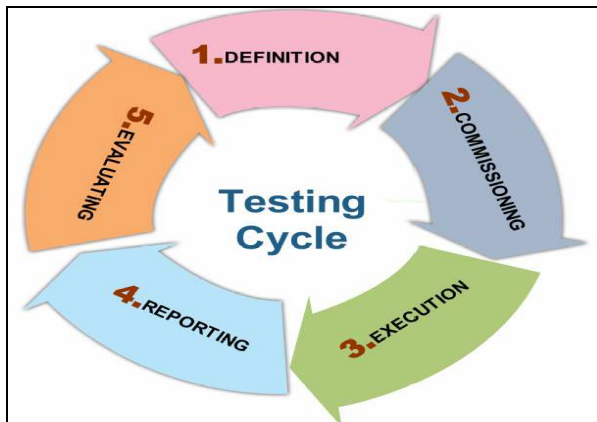 1.DEFINITION
2.COMMISSIONING
3.EXECUTION
4.REPORTING
5.EVALUATING
Testing
Cycle